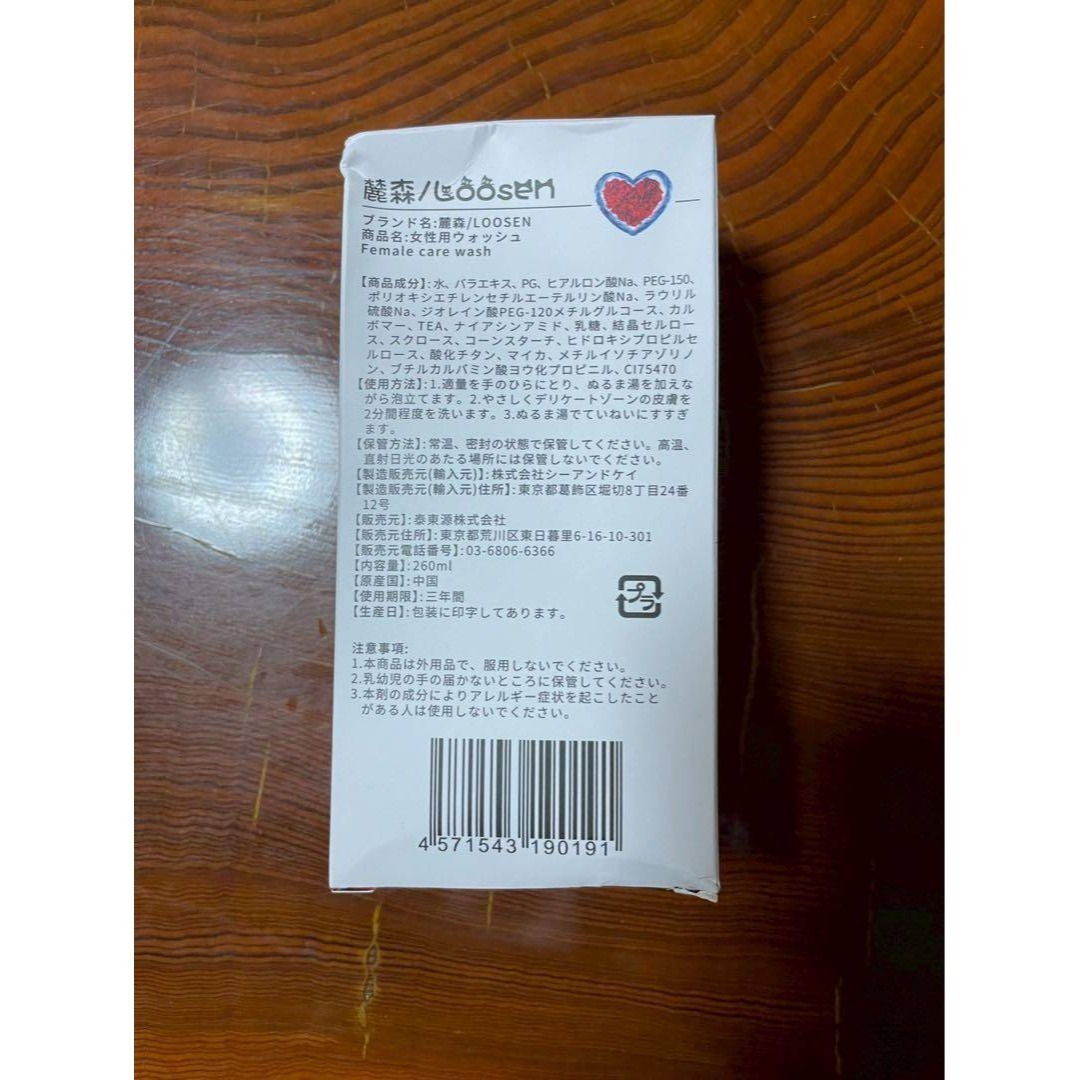 麓森/Loosen
ブランド名:麓森/LOOSEN
商品名:女性用ウォッシュ
Female care wash
【商品成分】:水、バラエキス、PG、ヒアルロン酸Na、PEG-150、
ポリオキシエチレンセチルエーテルリン酸Na、ラウリル
硫酸Na、ジオレイン酸PEG-120メチルグルコース、カル
ボマー、TEA、ナイアシンアミド、乳糖、結晶セルロー
ス、スクロース、コーンスターチ、ヒドロキシプロピルセ
ルロース、酸化チタン、マイカ、メチルイソチアゾリノ
ン、ブチルカルバミン酸ヨウ化プロピニル、CI75470
【使用方法】:1.適量を手のひらにとり、ぬるま湯を加えな
がら泡立てます。2.やさしくデリケートゾーンの皮膚を
2分間程度を洗います。3.ぬるま湯でていねいにすすぎ
ます。
【保管方法】:常温、密封の状態で保管してください。高温、
直射日光のあたる場所には保管しないでください。
【製造販売元(輸入元)】:株式会社シーアンドケイ
【製造販売元(輸入元)住所】:東京都葛飾区堀切8丁目24番
12号
【販売元】:泰東源株式会社
【販売元住所】:東京都荒川区東日暮里6-16-10-301
【販売元電話番号】:03-6806-6366
【内容量】:260ml
【原産国】:中国
【使用期限】:三年間
【生産日】:包装に印字してあります。
プラ
注意事項:
1.本商品は外用品で、服用しないでください。
2.乳幼児の手の届かないところに保管してください。
3.本剤の成分によりアレルギー症状を起こしたこと
がある人は使用しないでください。
4 571543 190191